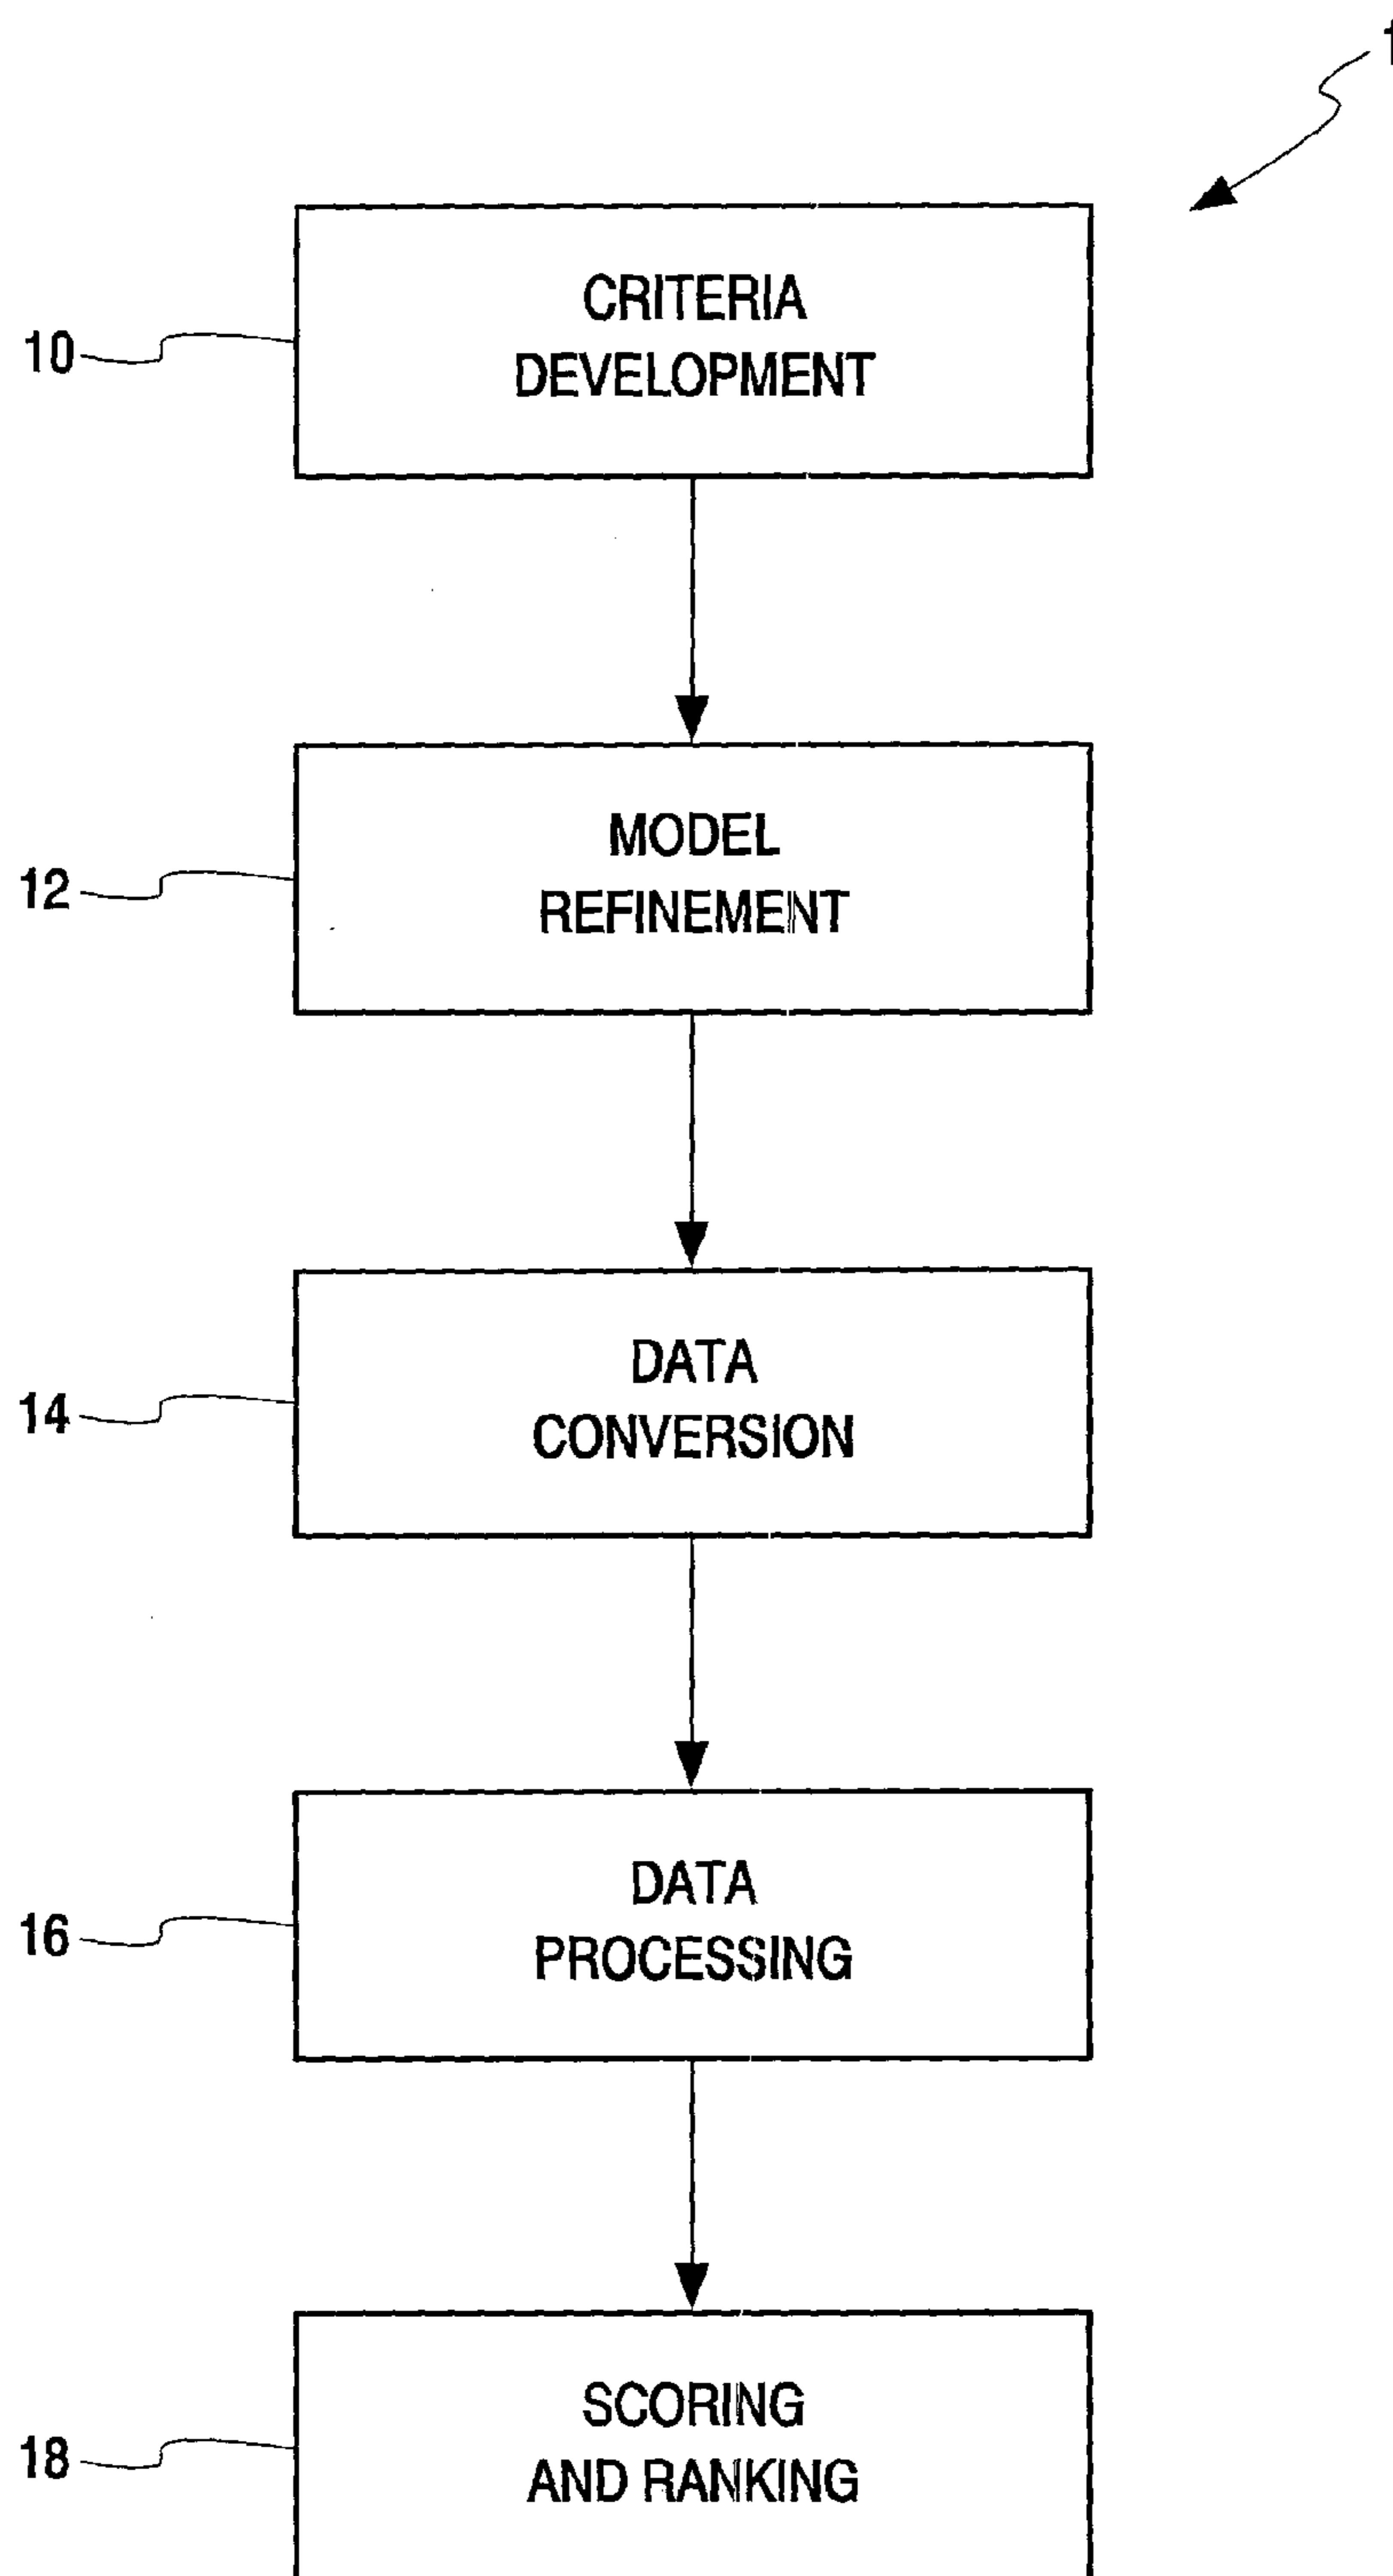 10
CRITERIA
DEVELOPMENT
12
MODEL
REFINEMENT
14
DATA
CONVERSION
16
DATA
PROCESSING
18
SCORING
AND RANKING